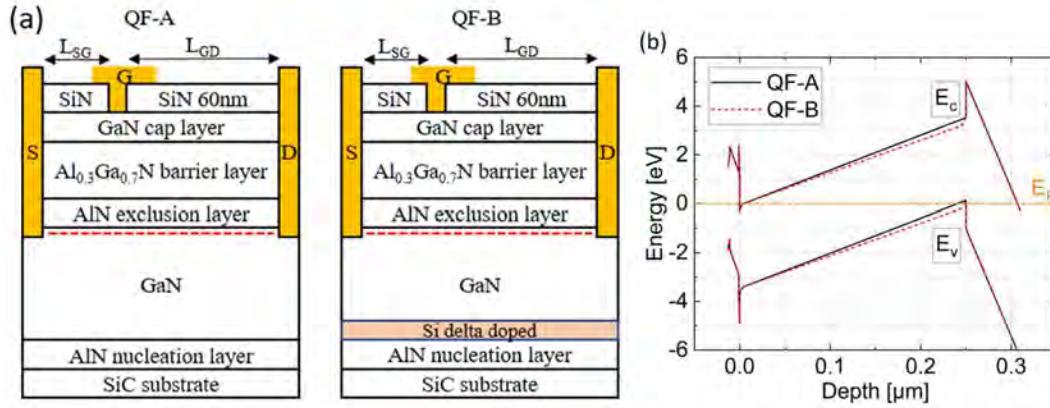 (a)
QF-A
L_SG
L_GD
G
SiN
SiN 60nm
GaN cap layer
S
D
Al0.3Ga0.7N barrier layer
AlN exclusion layer
GaN
AlN nucleation layer
SiC substrate
QF-B
L_SG
L_GD
G
SiN
SiN 60nm
GaN cap layer
S
D
Al0.3Ga0.7N barrier layer
AlN exclusion layer
GaN
Si delta doped
AlN nucleation layer
SiC substrate
(b)
QF-A
QF-B
E_c
E_v
Energy [eV]
6
4
2
0
-2
-4
-6
0.0
0.1
0.2
0.3
Depth [µm]